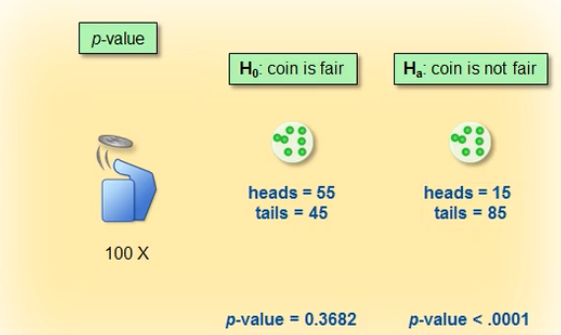 p-value
H₀: coin is fair
Hₐ: coin is not fair
heads = 55
tails = 45
heads = 15
tails = 85
100 X
p-value = 0.3682
p-value < .0001